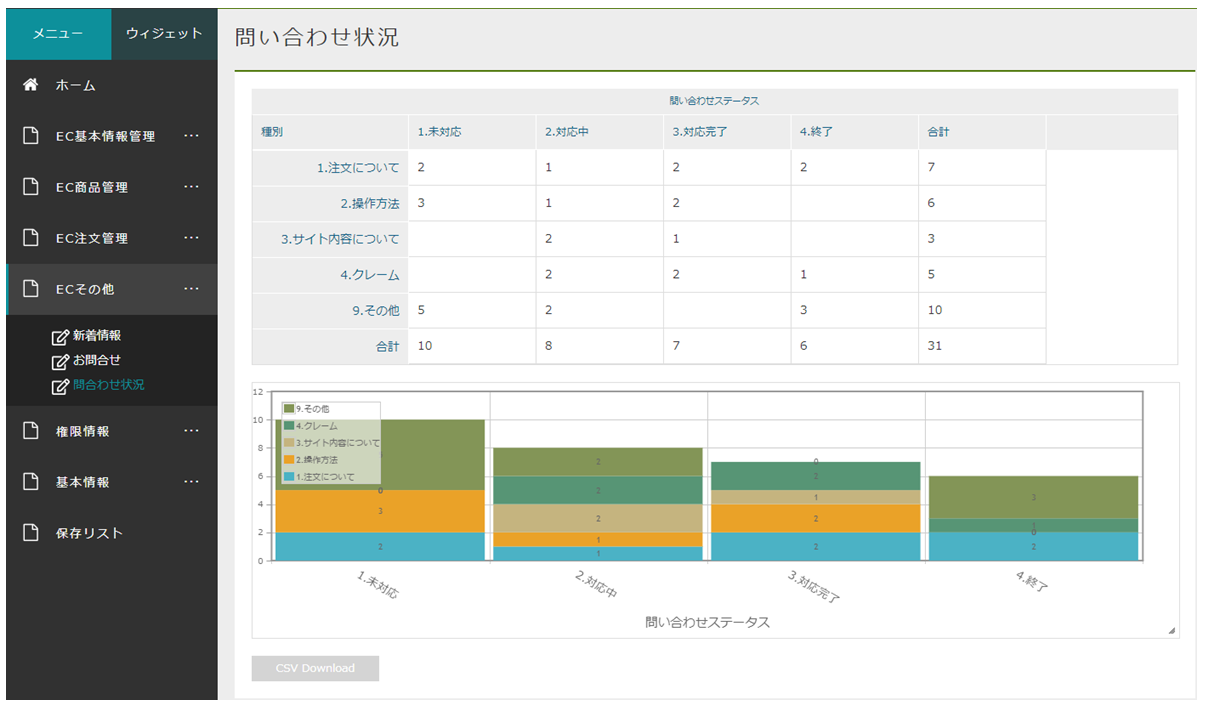 メニュー ウィジェット
ホーム
EC基本情報管理 ...
EC商品管理 ...
EC注文管理 ...
ECその他 ...
新着情報
お問合せ
問合わせ状況
権限情報 ...
基本情報 ...
保存リスト
問い合わせ状況
問い合わせステータス
種別 1.未対応 2.対応中 3.対応完了 4.終了 合計
1.注文について 2 1 2 2 7
2.操作方法 3 1 2 6
3.サイト内容について 2 1 3
4.クレーム 2 2 1 5
9.その他 5 2 3 10
合計 10 8 7 6 31
12
10
8
6
4
2
0
9.その他
4.クレーム
3.サイト内容について
2.操作方法
1.注文について
0
3
2
2
2
2
1
1
0
2
1
2
2
3
0
2
1.未対応 2.対応中 3.対応完了 4.終了
問い合わせステータス
CSV Download